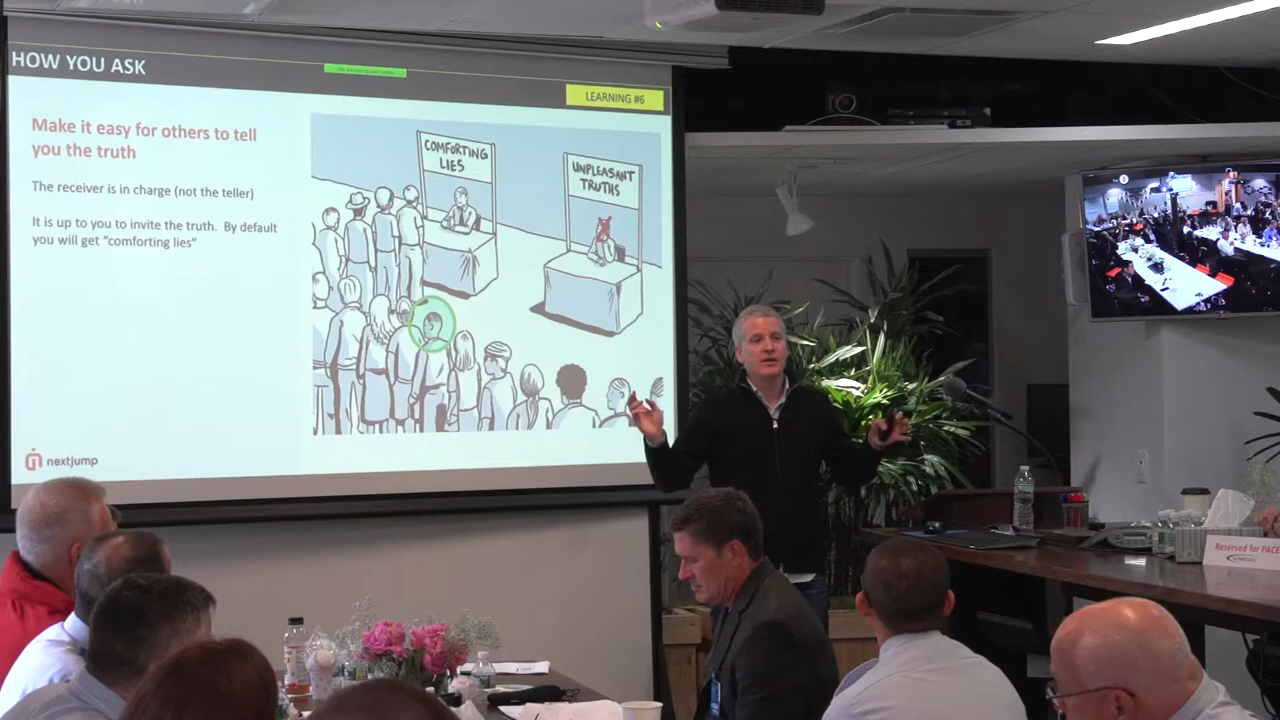 HOW YOU ASK
LEARNING #6
Make it easy for others to tell
you the truth
The receiver is in charge (not the teller)
It is up to you to invite the truth. By default
you will get "comforting lies"
COMFORTING
LIES
UNPLEASANT
TRUTHS
nextjump
Reserved for PACE